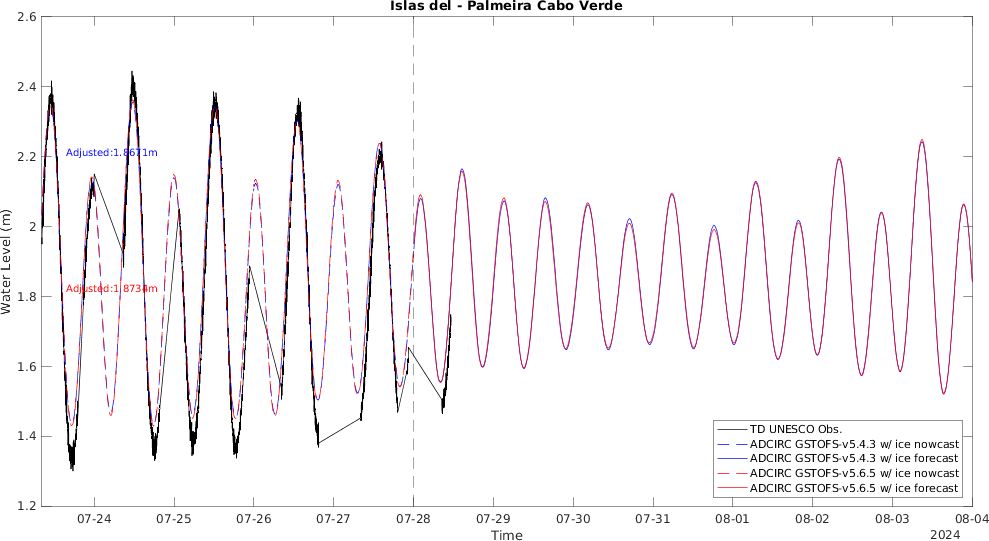 Islas del - Palmeira Cabo Verde
Water Level (m)
2.6
2.4
2.2
2
1.8
1.6
1.4
1.2
Adjusted:1.8671m
Adjusted:1.8734m
TD UNESCO Obs.
ADCIRC GSTOFS-v5.4.3 w/ ice nowcast
ADCIRC GSTOFS-v5.4.3 w/ ice forecast
ADCIRC GSTOFS-v5.6.5 w/ ice nowcast
ADCIRC GSTOFS-v5.6.5 w/ ice forecast
07-24 07-25 07-26 07-27 07-28 07-29 07-30 07-31 08-01 08-02 08-03 08-04
Time
2024